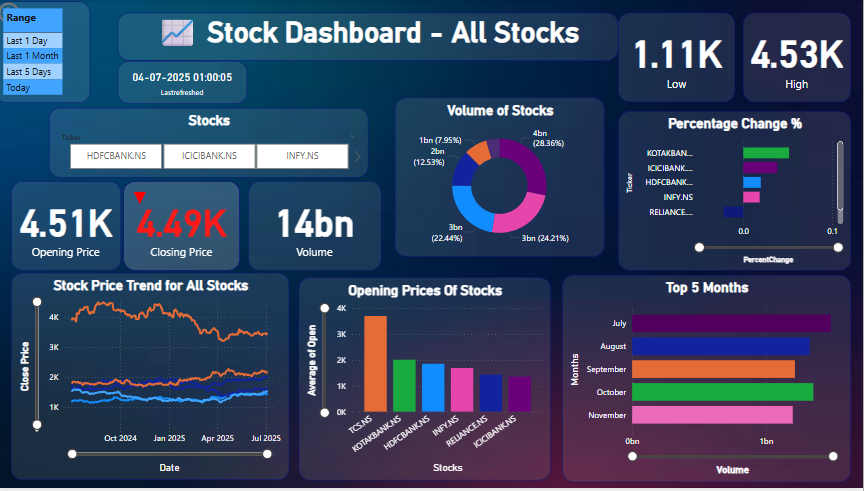 Range
Last 1 Day
Last 1 Month
Last 5 Days
Today
Stock Dashboard - All Stocks
04-07-2025 01:00:05
Lastrefreshed
1.11K
Low
4.53K
High
Stocks
Ticker
HDFCBANK.NS
ICICIBANK.NS
INFY.NS
4.51K
Opening Price
4.49K
Closing Price
14bn
Volume
Volume of Stocks
4bn
(28.36%)
3bn (24.21%)
3bn
(22.44%)
2bn
(12.53%)
1bn (7.95%)
Percentage Change %
Ticker
KOTAKBAN...
ICICIBANK....
HDFCBANK....
INFY.NS
RELIANCE....
0.0
0.1
PercentChange
Stock Price Trend for All Stocks
Close Price
4K
3K
2K
1K
Oct 2024
Jan 2025
Apr 2025
Jul 2025
Date
Opening Prices Of Stocks
Average of Open
4K
3K
2K
1K
0K
TCS.NS
KOTAKBANK.NS
HDFCBANK.NS
INFY.NS
RELIANCE.NS
ICICIBANK.NS
Stocks
Top 5 Months
Months
July
August
September
October
November
0bn
1bn
Volume